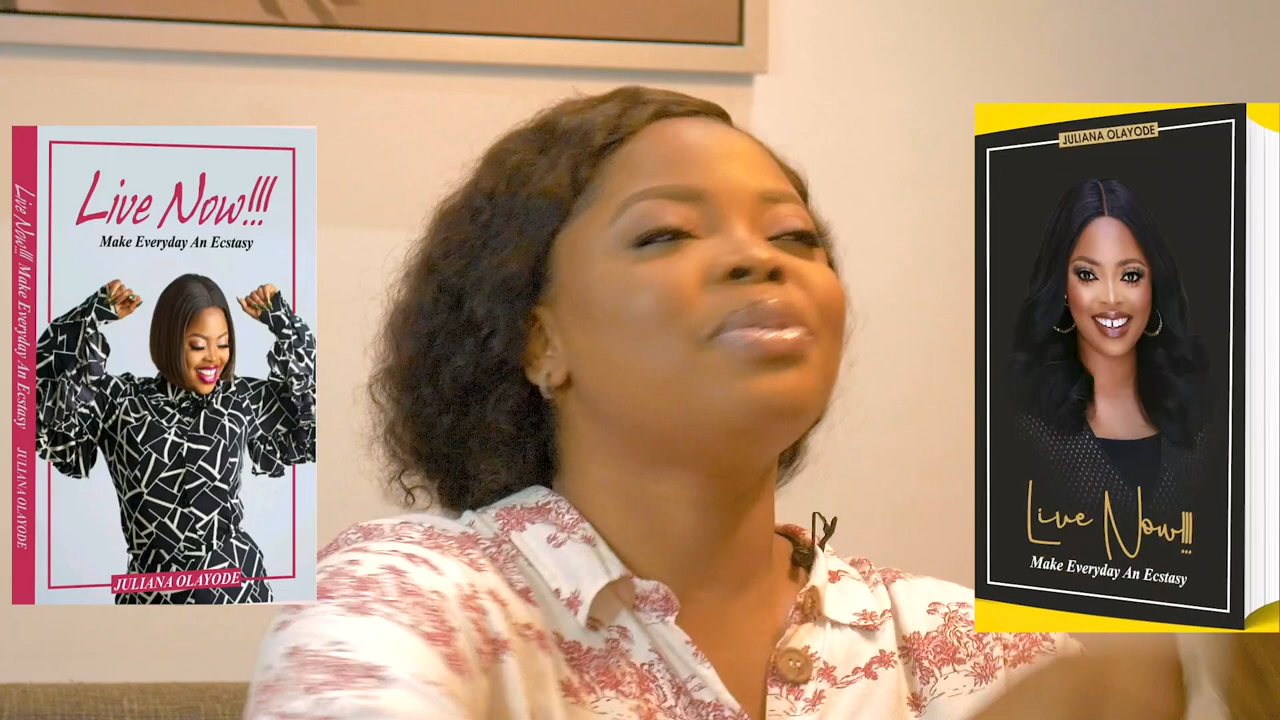 Live Now!!!
Make Everyday An Ecstasy
JULIANA OLAYODE
Live Now!!! Make Everyday An Ecstasy JULIANA OLAYODE
JULIANA OLAYODE
Live Now!!!
Make Everyday An Ecstasy